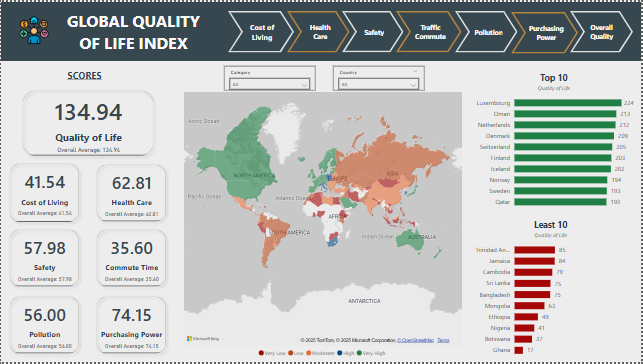 GLOBAL QUALITY
OF LIFE INDEX
Cost of
Living
Health
Care
Safety
Traffic
Commute
Pollution
Purchasing
Power
Overall
Quality
SCORES
134.94
Quality of Life
Overall Average: 134.94
41.54
Cost of Living
Overall Average: 41.54
62.81
Health Care
Overall Average: 62.81
57.98
Safety
Overall Average: 57.98
35.60
Commute Time
Overall Average: 35.60
56.00
Pollution
Overall Average: 56.00
74.15
Purchasing Power
Overall Average: 74.15
Category
All
Country
All
Arctic Ocean
NORTH AMERICA
EUROPE
ASIA
Pacific Ocean
Atlantic Ocean
AFRICA
SOUTH AMERICA
Indian Ocean
AUSTRALIA
ANTARCTICA
Microsoft Bing
© 2025 TomTom, © 2025 Microsoft Corporation, © OpenStreetMap Terms
Very Low Low Moderate High Very High
Top 10
Quality of Life
Luxembourg 224
Oman 213
Netherlands 212
Denmark 209
Switzerland 205
Finland 203
Iceland 202
Norway 194
Sweden 193
Qatar 193
Least 10
Quality of Life
Trinidad An... 85
Jamaica 84
Cambodia 79
Sri Lanka 75
Bangladesh 75
Mongolia 63
Ethiopia 49
Nigeria 41
Botswana 37
Ghana 17